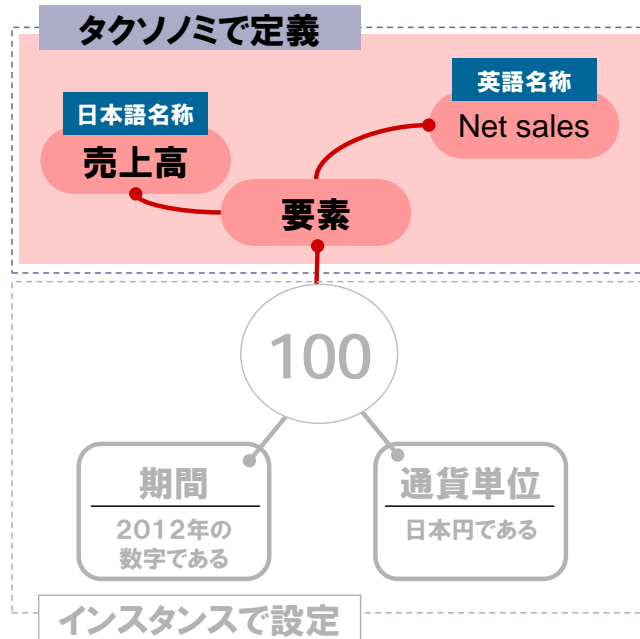 タクソノミで定義
英語名称
Net sales
日本語名称
売上高
要素
100
期間
2012年の
数字である
通貨単位
日本円である
インスタンスで設定